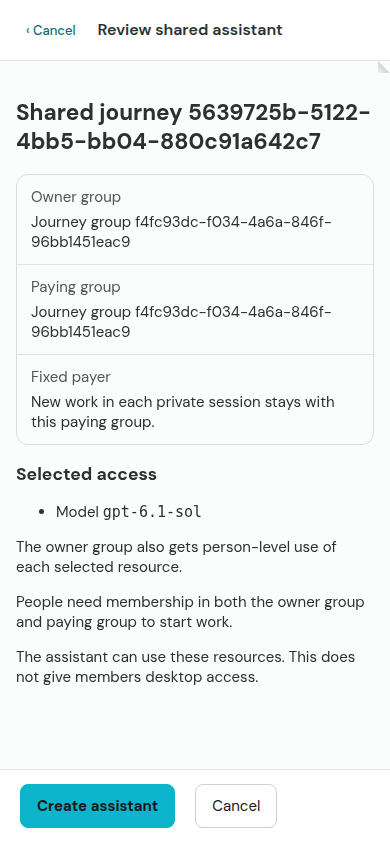 ‹ Cancel
Review shared assistant
Shared journey 5639725b-5122-
4bb5-bb04-880c91a642c7
Owner group
Journey group f4fc93dc-f034-4a6a-846f-
96bb1451eac9
Paying group
Journey group f4fc93dc-f034-4a6a-846f-
96bb1451eac9
Fixed payer
New work in each private session stays with
this paying group.
Selected access
• Model gpt-6.1-sol
The owner group also gets person-level use of
each selected resource.
People need membership in both the owner group
and paying group to start work.
The assistant can use these resources. This does
not give members desktop access.
Create assistant
Cancel